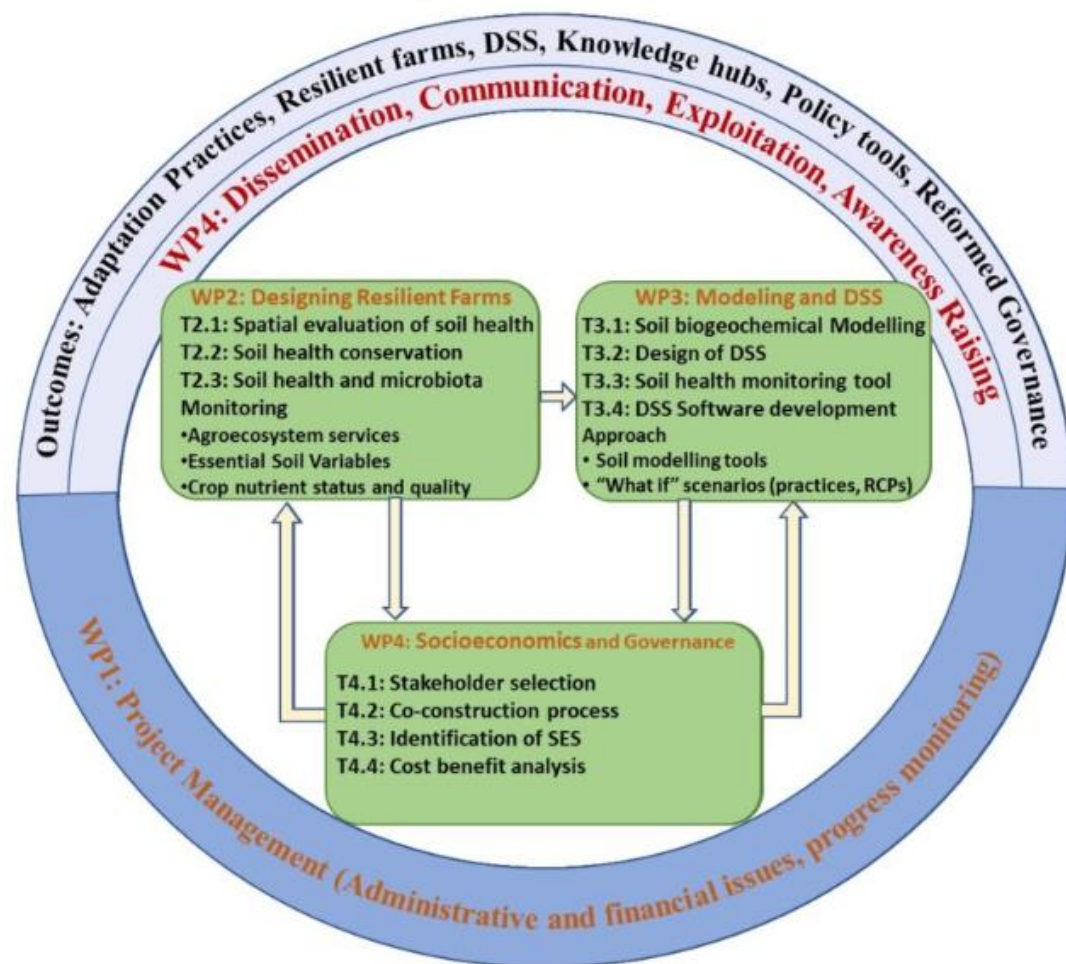 Outcomes: Adaptation Practices, Resilient farms, DSS, Knowledge hubs, Policy tools, Reformed Governance
WP4: Dissemination, Communication, Exploitation, Awareness Raising
WP2: Designing Resilient Farms
T2.1: Spatial evaluation of soil health
T2.2: Soil health conservation
T2.3: Soil health and microbiota
Monitoring
•Agroecosystem services
•Essential Soil Variables
•Crop nutrient status and quality
WP3: Modeling and DSS
T3.1: Soil biogeochemical Modelling
T3.2: Design of DSS
T3.3: Soil health monitoring tool
T3.4: DSS Software development
Approach
• Soil modelling tools
• “What if” scenarios (practices, RCPs)
WP4: Socioeconomics and Governance
T4.1: Stakeholder selection
T4.2: Co-construction process
T4.3: Identification of SES
T4.4: Cost benefit analysis
WP1: Project Management (Administrative and financial issues, progress monitoring)